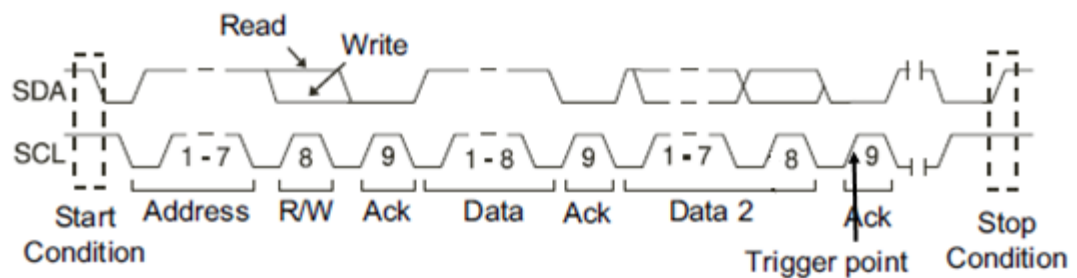 Read
Write
SDA
SCL
1 - 7
8
9
1 - 8
9
1 - 7
8
9
Start
Condition
Address
R/W
Ack
Data
Ack
Data 2
Ack
Stop
Condition
Trigger point